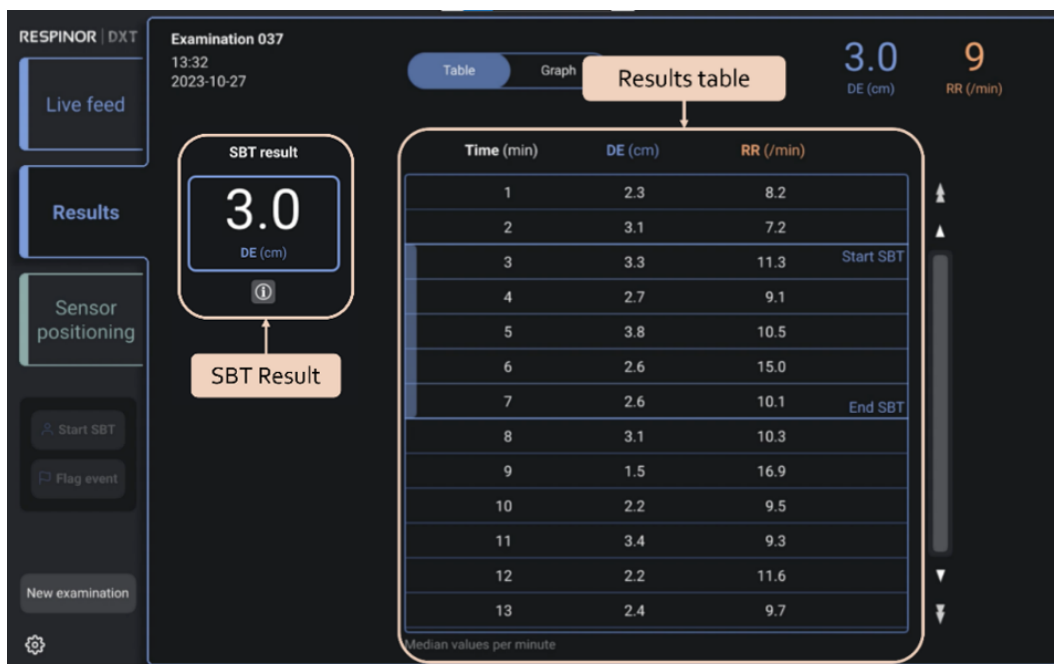 RESPINOR | DXT
Live feed
Results
Sensor
positioning
Start SBT
Flag event
New examination
Examination 037
13:32
2023-10-27
Table Graph
3.0
DE (cm)
9
RR (/min)
Results table
SBT result
3.0
DE (cm)
SBT Result
Time (min) DE (cm) RR (/min)
1 2.3 8.2
2 3.1 7.2
3 3.3 11.3 Start SBT
4 2.7 9.1
5 3.8 10.5
6 2.6 15.0
7 2.6 10.1 End SBT
8 3.1 10.3
9 1.5 16.9
10 2.2 9.5
11 3.4 9.3
12 2.2 11.6
13 2.4 9.7
Median values per minute